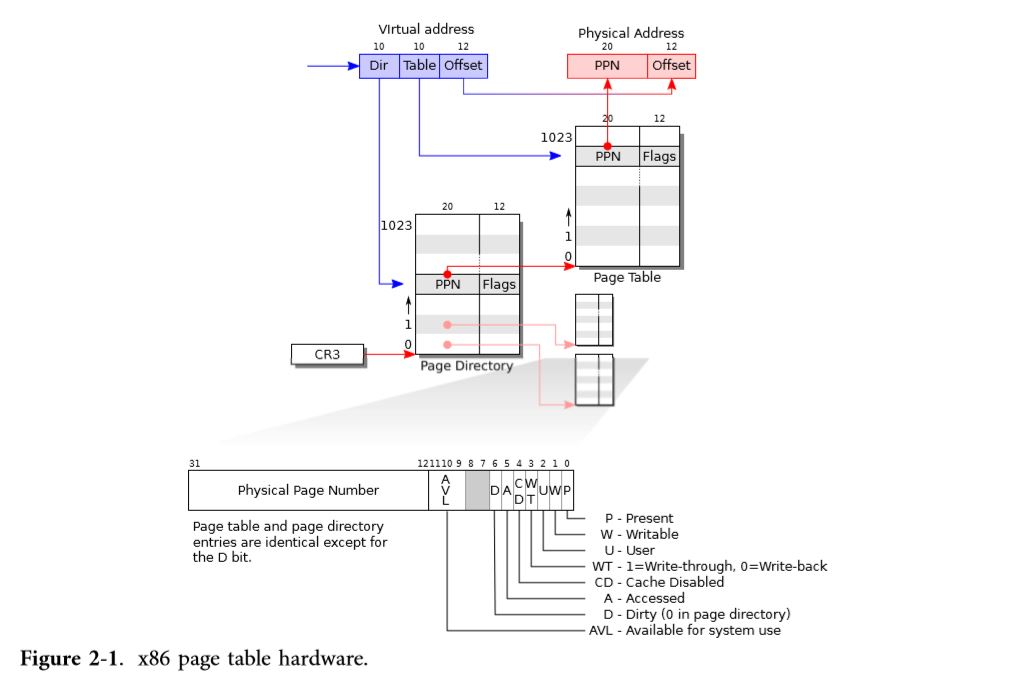 VIrtual address
10 10 12
Dir Table Offset
Physical Address
20 12
PPN Offset
20 12
1023
PPN Flags
1
0
Page Table
20 12
1023
PPN Flags
1
0
CR3
Page Directory
31 12 11 10 9 8 7 6 5 4 3 2 1 0
Physical Page Number
AVL
D A CD WT U W P
Page table and page directory
entries are identical except for
the D bit.
P - Present
W - Writable
U - User
WT - 1=Write-through, 0=Write-back
CD - Cache Disabled
A - Accessed
D - Dirty (0 in page directory)
AVL - Available for system use
Figure 2-1. x86 page table hardware.